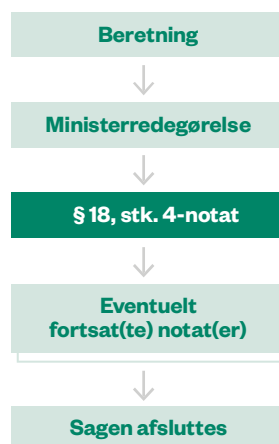 Beretning
Ministerredegørelse
§ 18, stk. 4-notat
Eventuelt
fortsat(te) notat(er)
Sagen afsluttes